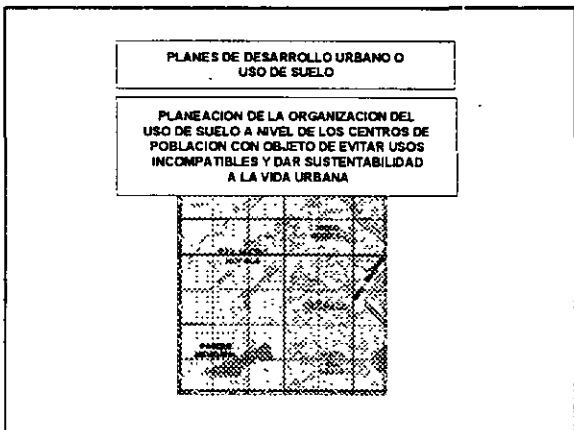 PLANES DE DESARROLLO URBANO O
USO DE SUELO
PLANEACION DE LA ORGANIZACION DEL
USO DE SUELO A NIVEL DE LOS CENTROS DE
POBLACION CON OBJETO DE EVITAR USOS
INCOMPATIBLES Y DAR SUSTENTABILIDAD
A LA VIDA URBANA
PARQUE